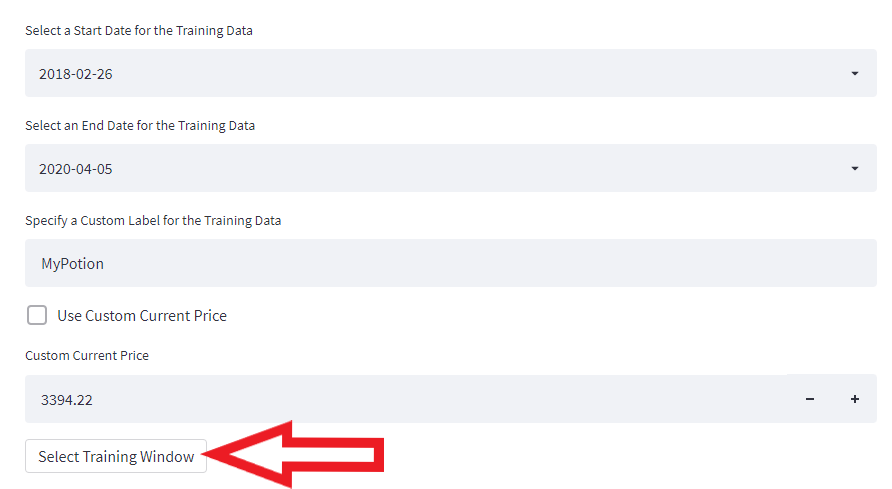 Select a Start Date for the Training Data
2018-02-26
Select an End Date for the Training Data
2020-04-05
Specify a Custom Label for the Training Data
MyPotion
Use Custom Current Price
Custom Current Price
3394.22
Select Training Window